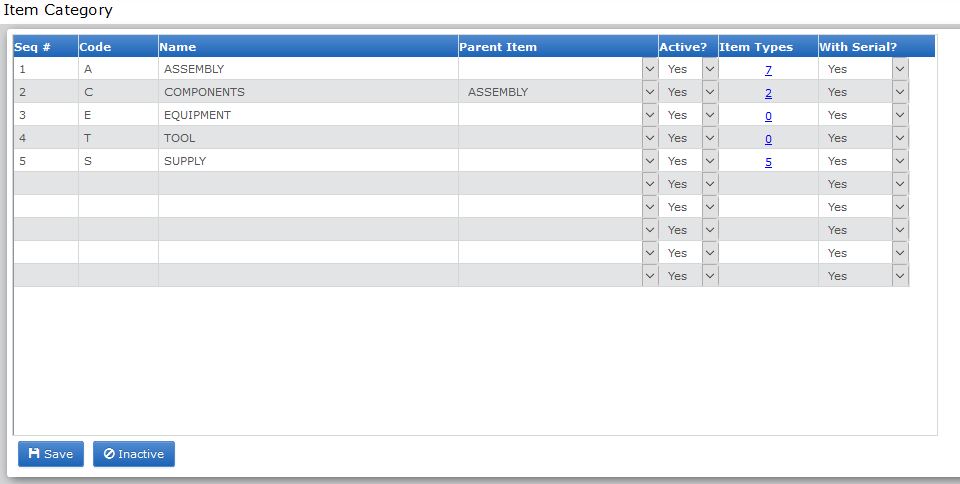 Item Category
Seq # Code Name Parent Item Active? Item Types With Serial?
1 A ASSEMBLY Yes 7 Yes
2 C COMPONENTS ASSEMBLY Yes 2 Yes
3 E EQUIPMENT Yes 0 Yes
4 T TOOL Yes 0 Yes
5 S SUPPLY Yes 5 Yes
Yes Yes
Yes Yes
Yes Yes
Yes Yes
Yes Yes
Save Inactive